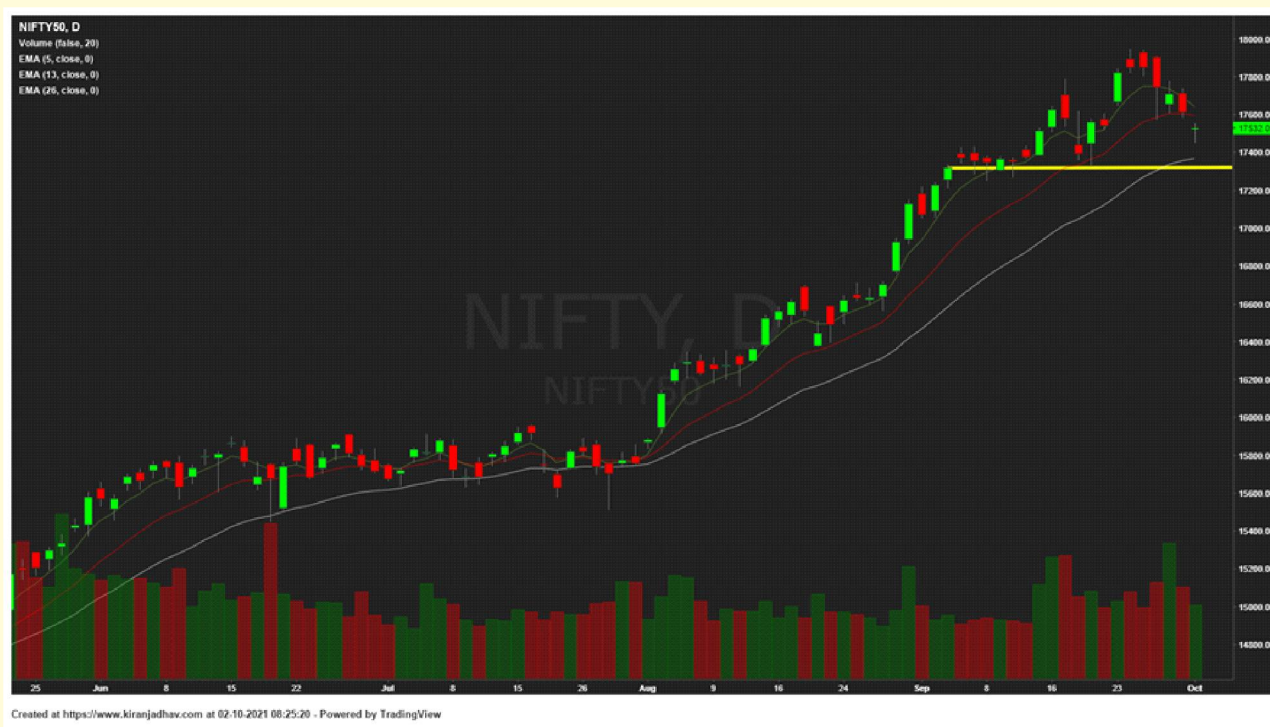 NIFTY50, D
Volume (false, 20)
EMA (5, close, 0)
EMA (13, close, 0)
EMA (26, close, 0)
NIFTY, D
NIFTY50
18000.0
17800.0
17600.0
17532.0
17400.0
17200.0
17000.0
16800.0
16600.0
16400.0
16200.0
16000.0
15800.0
15600.0
15400.0
15200.0
15000.0
14800.0
25 Jun 8 15 22 Jul 8 15 26 Aug 9 16 24 Sep 8 16 23 Oct
Created at https://www.kiranjadhav.com at 02-10-2021 08:25:20 - Powered by TradingView